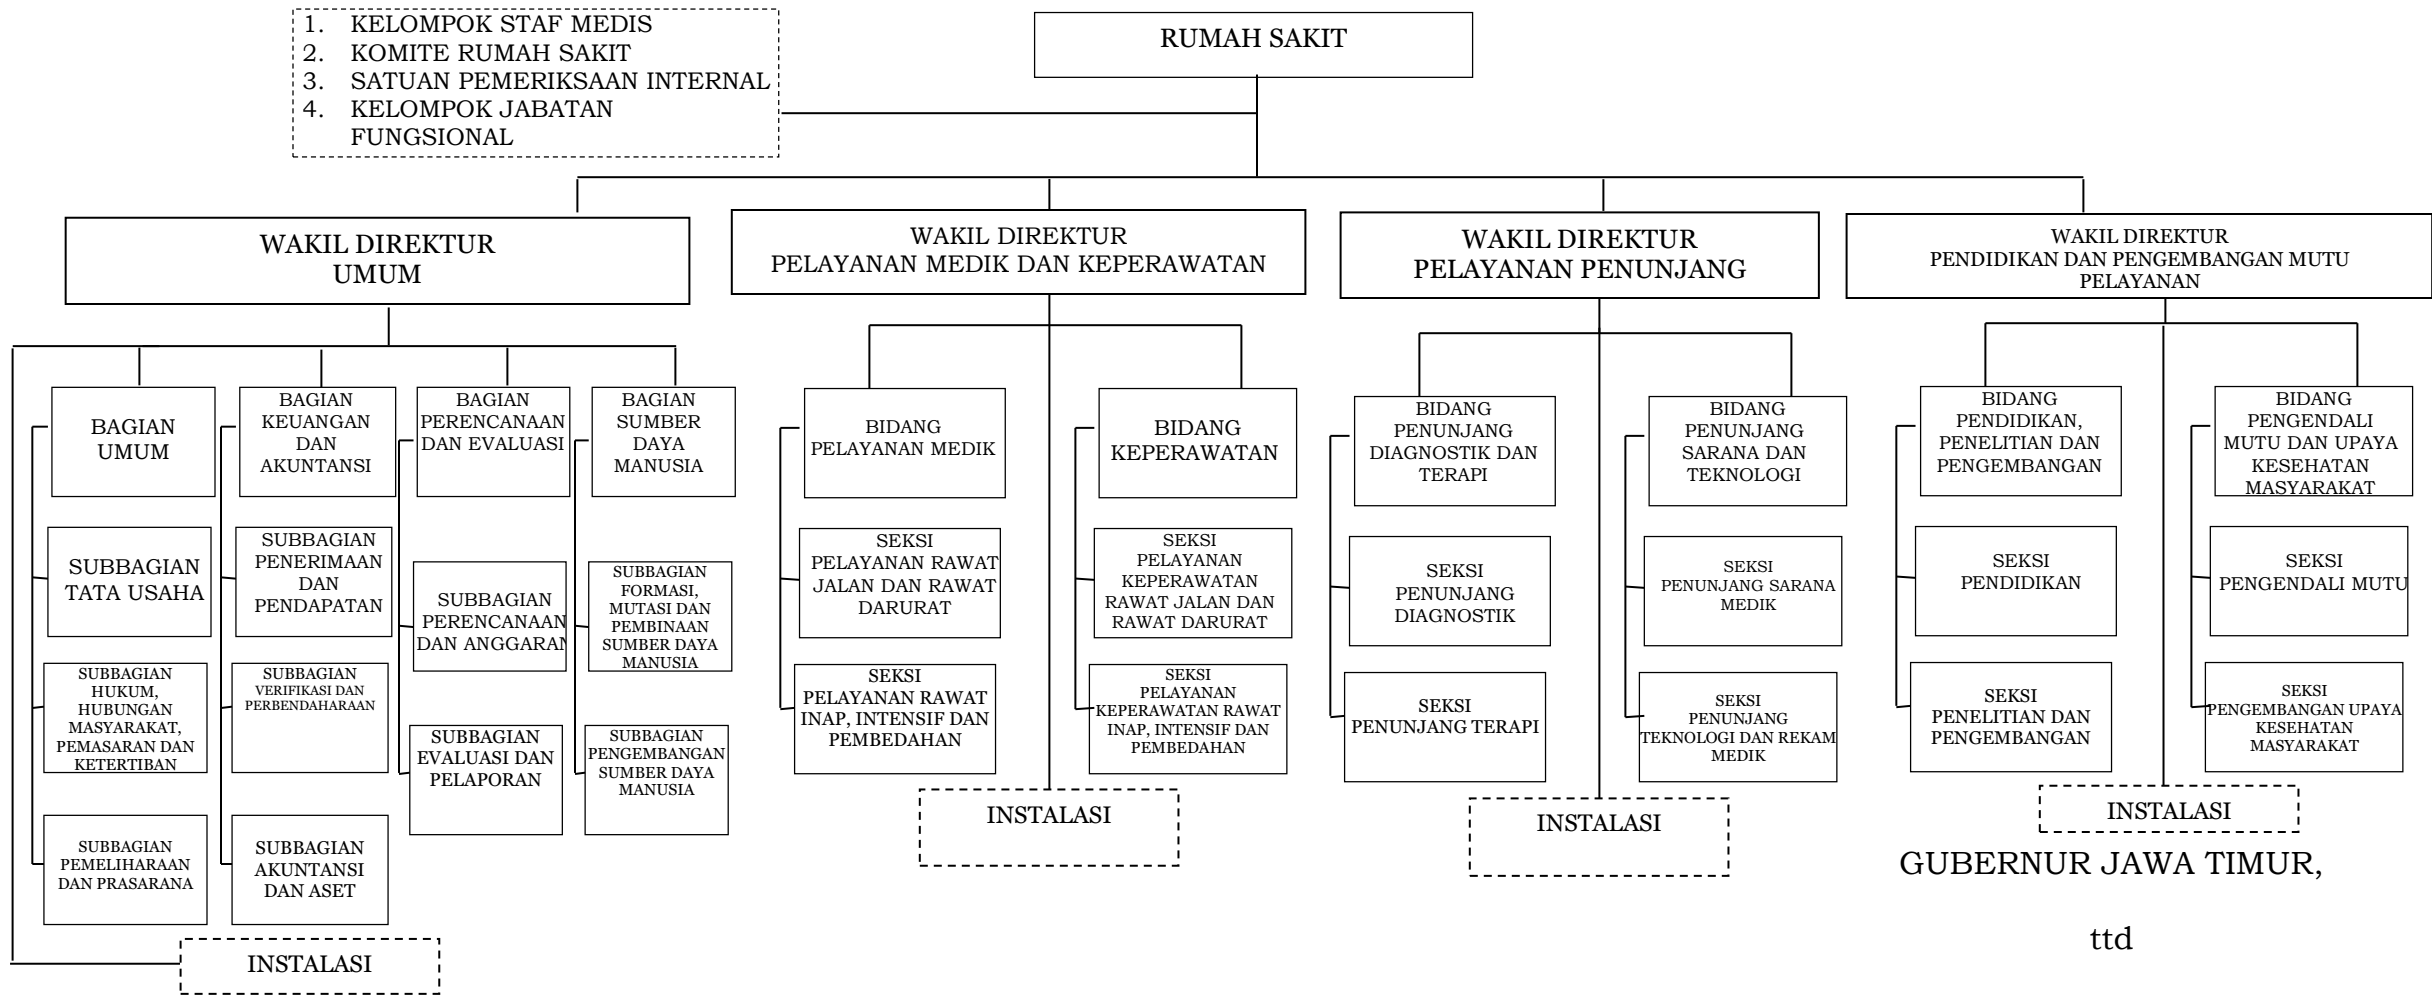 1. KELOMPOK STAF MEDIS
2. KOMITE RUMAH SAKIT
3. SATUAN PEMERIKSAAN INTERNAL
4. KELOMPOK JABATAN
FUNGSIONAL
RUMAH SAKIT
WAKIL DIREKTUR
UMUM
WAKIL DIREKTUR
PELAYANAN MEDIK DAN KEPERAWATAN
WAKIL DIREKTUR
PELAYANAN PENUNJANG
WAKIL DIREKTUR
PENDIDIKAN DAN PENGEMBANGAN MUTU
PELAYANAN
BAGIAN
UMUM
BAGIAN
KEUANGAN
DAN
AKUNTANSI
BAGIAN
PERENCANAAN
DAN EVALUASI
BAGIAN
SUMBER
DAYA
MANUSIA
BIDANG
PELAYANAN MEDIK
BIDANG
KEPERAWATAN
BIDANG
PENUNJANG
DIAGNOSTIK DAN
TERAPI
BIDANG
PENUNJANG
SARANA DAN
TEKNOLOGI
BIDANG
PENDIDIKAN,
PENELITIAN DAN
PENGEMBANGAN
BIDANG
PENGENDALI
MUTU DAN UPAYA
KESEHATAN
MASYARAKAT
SUBBAGIAN
TATA USAHA
SUBBAGIAN
PENERIMAAN
DAN
PENDAPATAN
SUBBAGIAN
PERENCANAAN
DAN ANGGARAN
SUBBAGIAN
FORMASI,
MUTASI DAN
PEMBINAAN
SUMBER DAYA
MANUSIA
SEKSI
PELAYANAN RAWAT
JALAN DAN RAWAT
DARURAT
SEKSI
PELAYANAN
KEPERAWATAN
RAWAT JALAN DAN
RAWAT DARURAT
SEKSI
PENUNJANG
DIAGNOSTIK
SEKSI
PENUNJANG SARANA
MEDIK
SEKSI
PENDIDIKAN
SEKSI
PENGENDALI MUTU
SUBBAGIAN
HUKUM,
HUBUNGAN
MASYARAKAT,
PEMASARAN DAN
KETERTIBAN
SUBBAGIAN
VERIFIKASI DAN
PERBENDAHARAAN
SUBBAGIAN
EVALUASI DAN
PELAPORAN
SUBBAGIAN
PENGEMBANGAN
SUMBER DAYA
MANUSIA
SEKSI
PELAYANAN RAWAT
INAP, INTENSIF DAN
PEMBEDAHAN
SEKSI
PELAYANAN
KEPERAWATAN RAWAT
INAP, INTENSIF DAN
PEMBEDAHAN
SEKSI
PENUNJANG TERAPI
SEKSI
PENUNJANG
TEKNOLOGI DAN REKAM
MEDIK
SEKSI
PENELITIAN DAN
PENGEMBANGAN
SEKSI
PENGEMBANGAN UPAYA
KESEHATAN
MASYARAKAT
SUBBAGIAN
PEMELIHARAAN
DAN PRASARANA
SUBBAGIAN
AKUNTANSI
DAN ASET
INSTALASI
INSTALASI
INSTALASI
INSTALASI
GUBERNUR JAWA TIMUR,
ttd